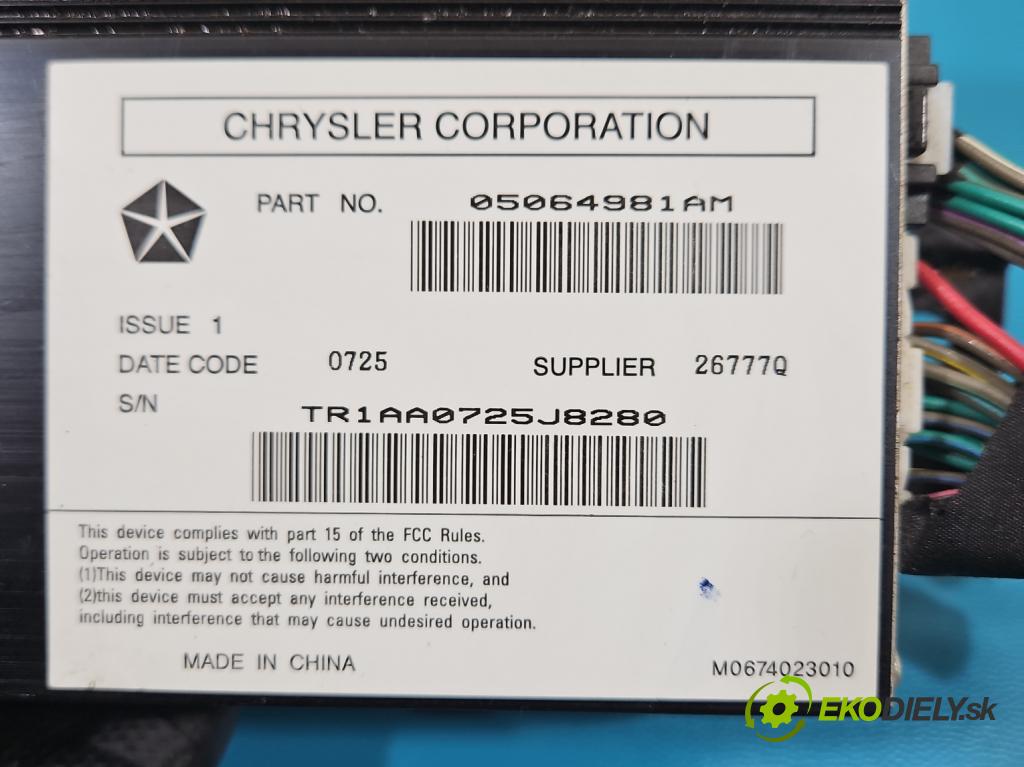 CHRYSLER CORPORATION
PART NO. 05064981AM
ISSUE 1
DATE CODE 0725 SUPPLIER 26777Q
S/N TR1AA0725J8280
This device complies with part 15 of the FCC Rules.
Operation is subject to the following two conditions.
(1)This device may not cause harmful interference, and
(2)this device must accept any interference received,
including interference that may cause undesired operation.
MADE IN CHINA M0674023010
EKODIELY.sk